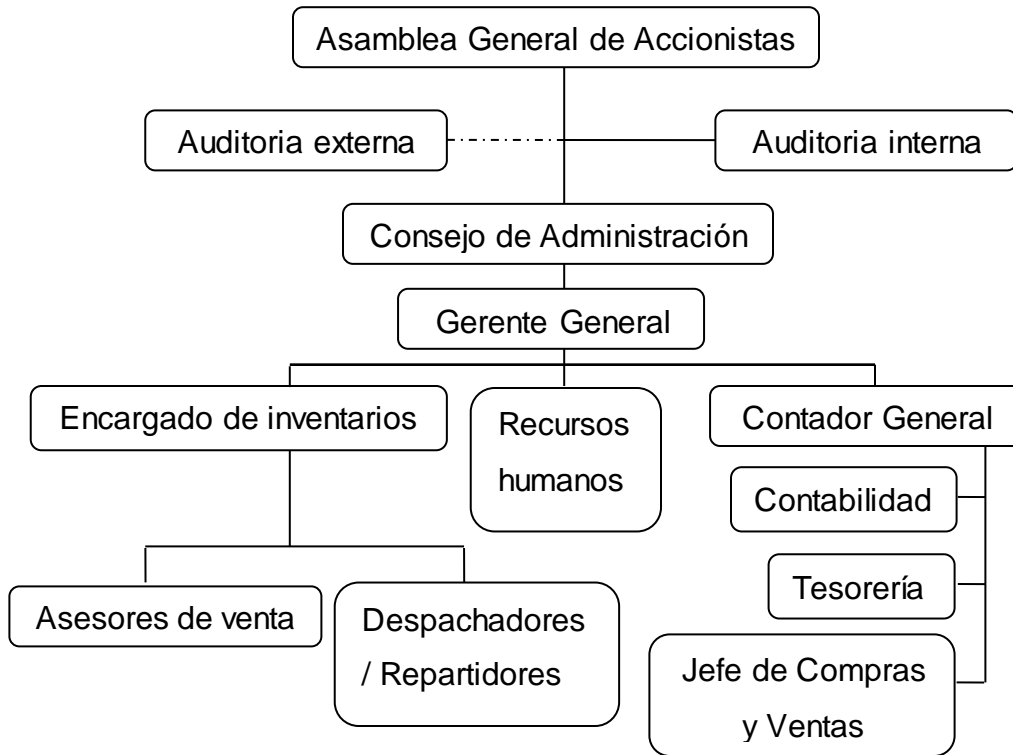 Asamblea General de Accionistas
Auditoria externa
Auditoria interna
Consejo de Administración
Gerente General
Encargado de inventarios
Recursos
humanos
Contador General
Contabilidad
Tesorería
Asesores de venta
Despachadores
/ Repartidores
Jefe de Compras
y Ventas